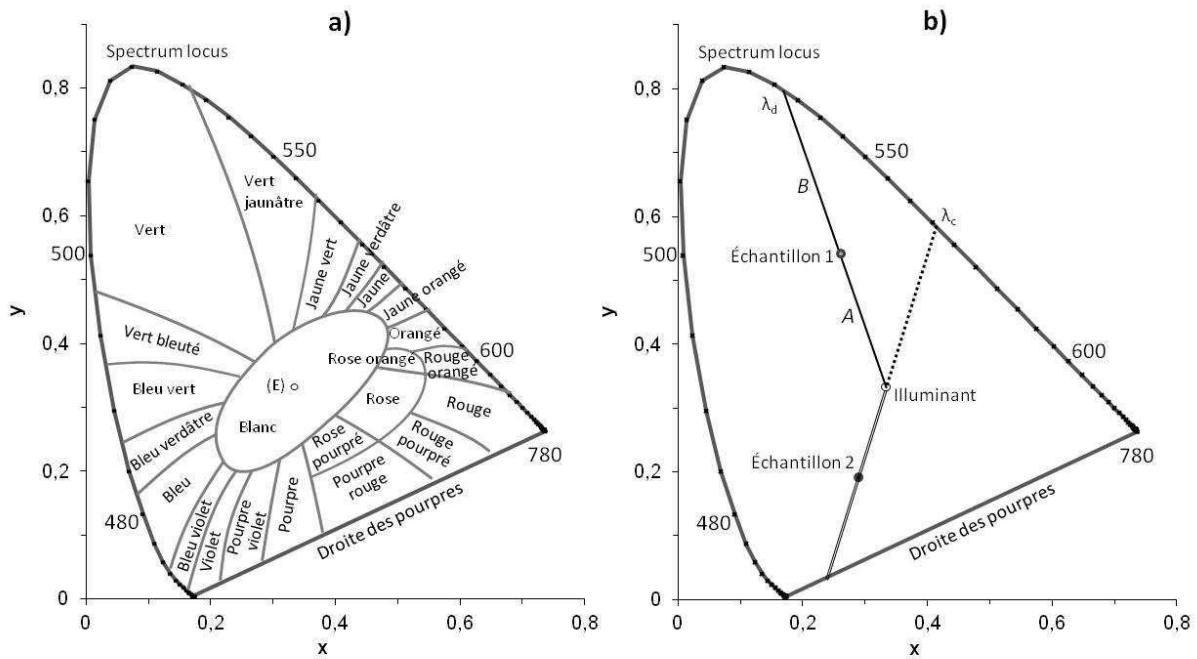 a)
Spectrum locus
0,8
550
Vert
jaunâtre
0,6
Vert
500
Jaune vert
Jaune verdâtre
Jaune
Jaune orangé
y
0,4
Orangé
600
Vert bleuté
Rose orangé
Rouge
orangé
(E)
Bleu vert
Rose
Rouge
Blanc
Bleu verdâtre
Rose
pourpré
Rouge
pourpré
780
0,2
Bleu
Pourpre
rouge
480
Bleu violet
Violet
Pourpre
violet
Pourpre
Droite des pourpres
0
0
0,2
0,4
0,6
0,8
x
b)
Spectrum locus
0,8
λd
550
B
0,6
λc
500
Échantillon 1
y
A
0,4
600
Illuminant
Échantillon 2
780
0,2
480
Droite des pourpres
0
0
0,2
0,4
0,6
0,8
x